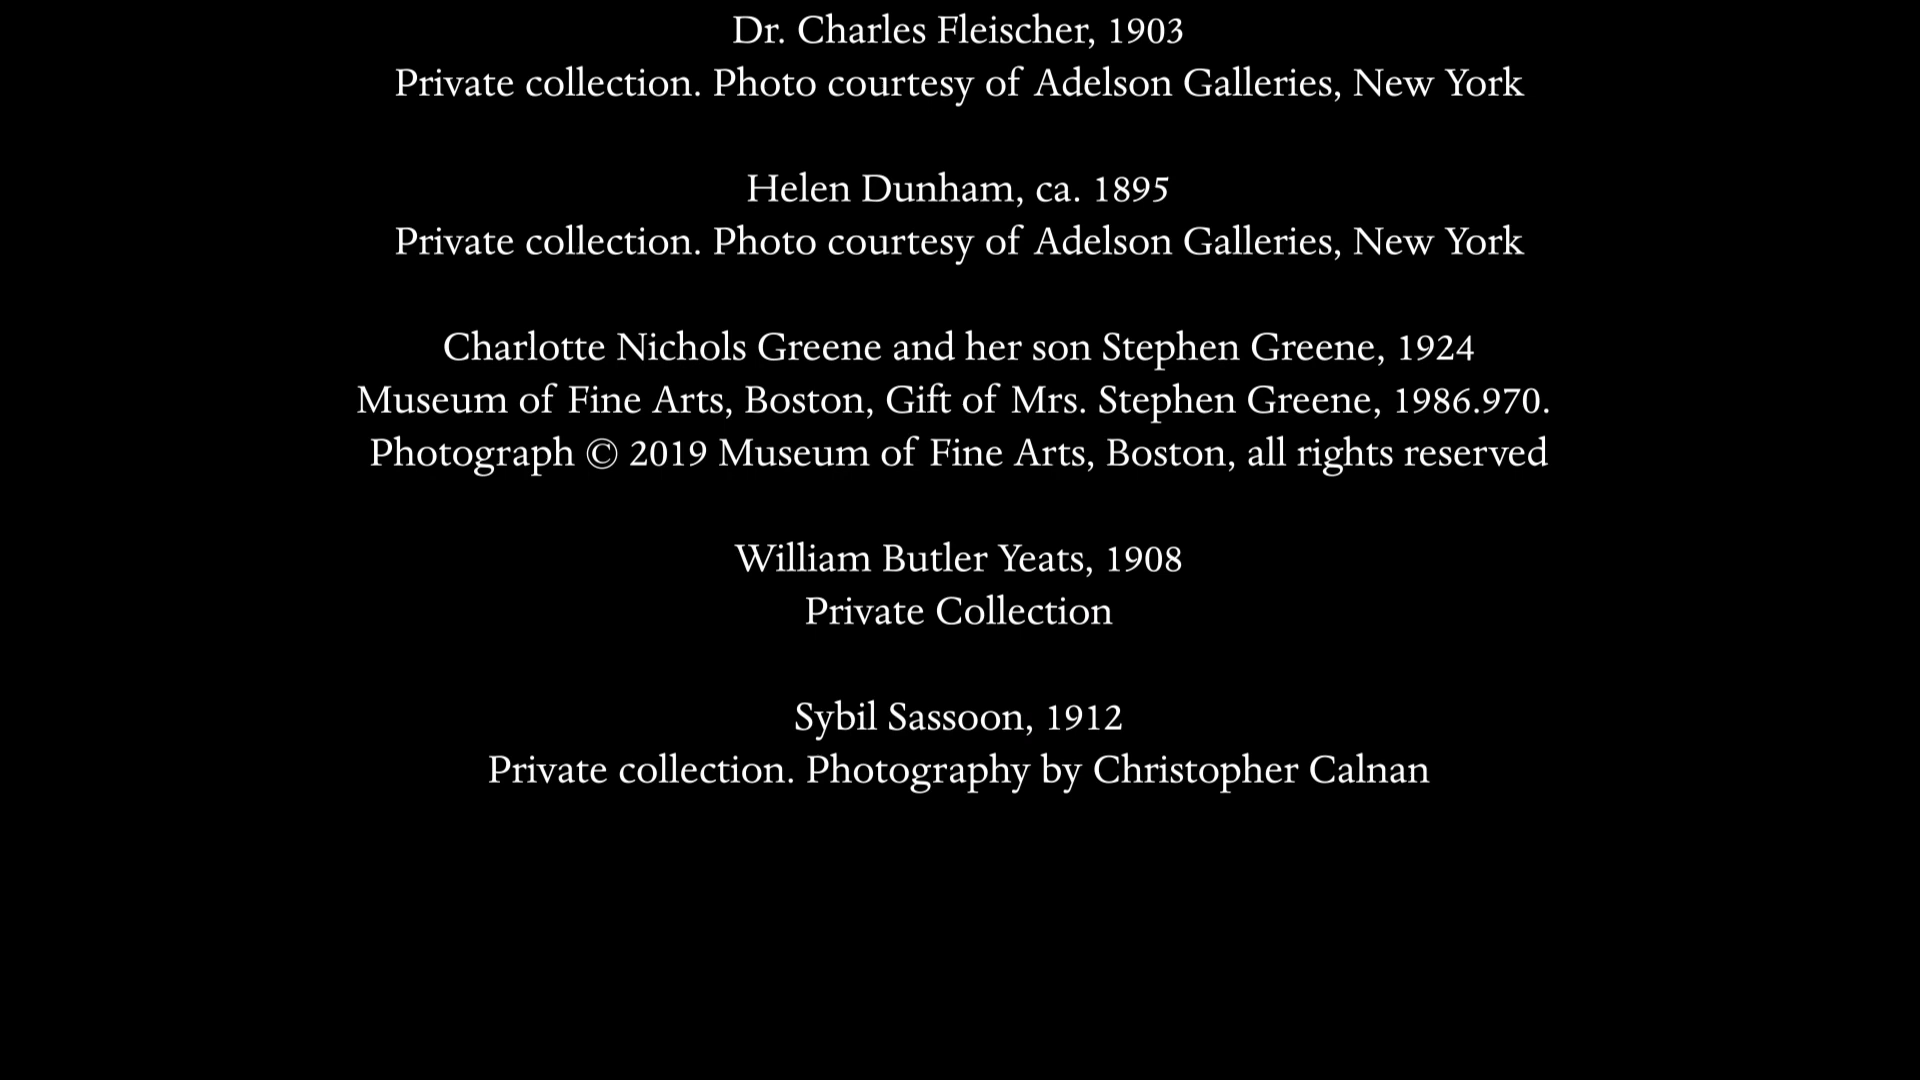 Dr. Charles Fleischer, 1903
Private collection. Photo courtesy of Adelson Galleries, New York
Helen Dunham, ca. 1895
Private collection. Photo courtesy of Adelson Galleries, New York
Charlotte Nichols Greene and her son Stephen Greene, 1924
Museum of Fine Arts, Boston, Gift of Mrs. Stephen Greene, 1986.970.
Photograph © 2019 Museum of Fine Arts, Boston, all rights reserved
William Butler Yeats, 1908
Private Collection
Sybil Sassoon, 1912
Private collection. Photography by Christopher Calnan